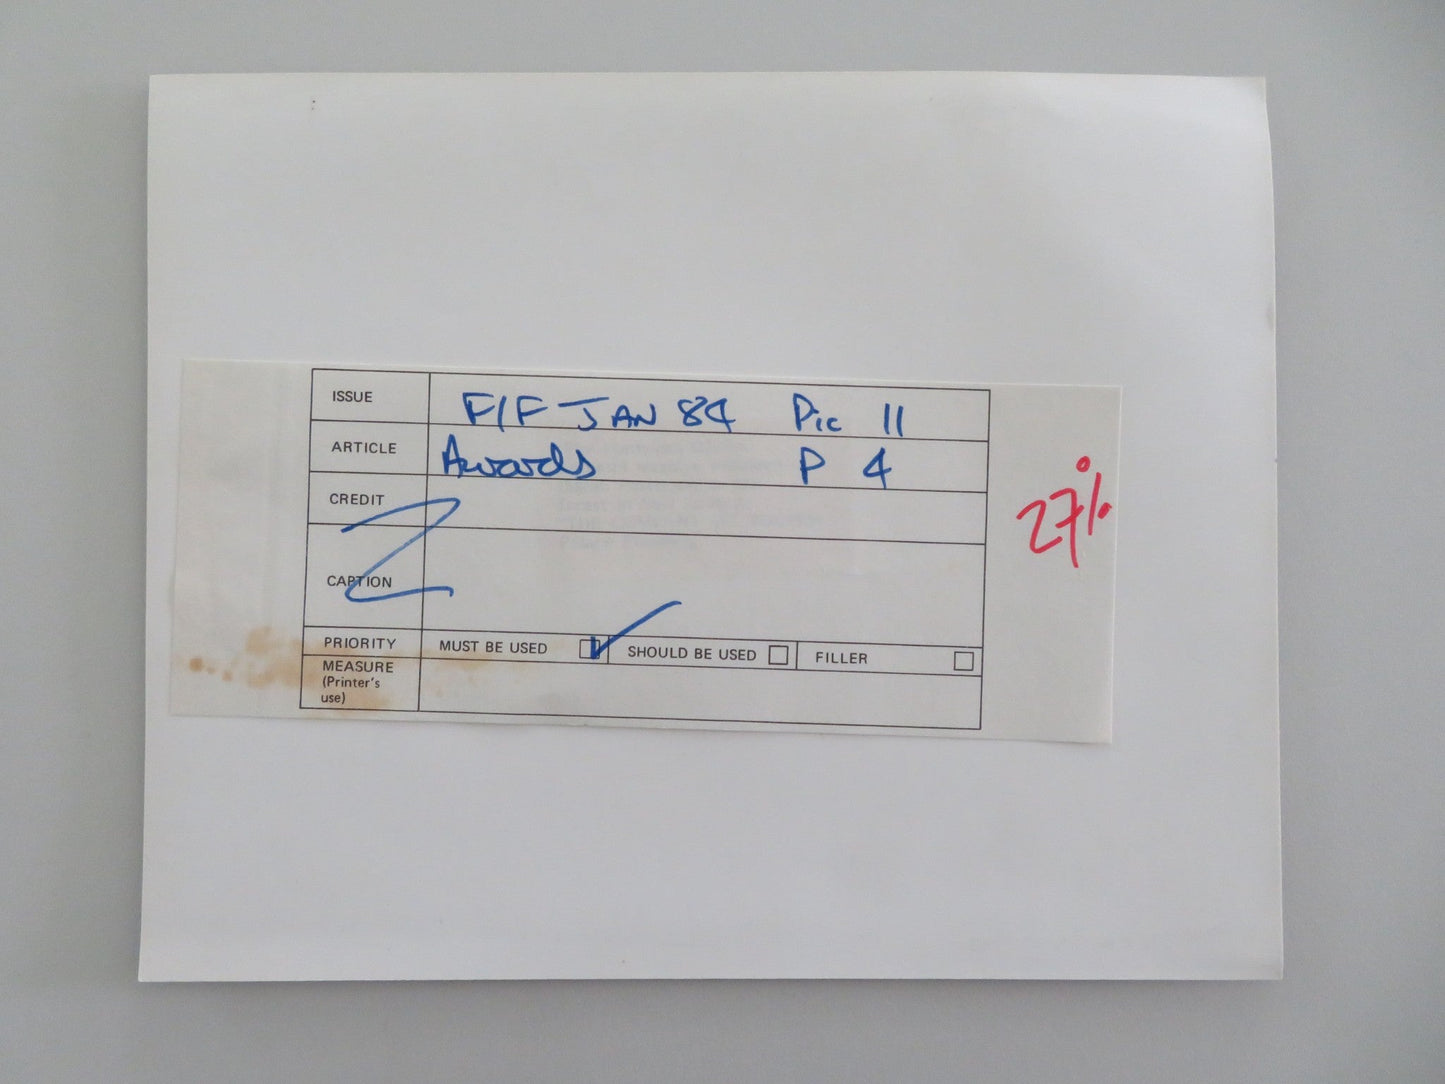 ISSUE F/F JAN 84 Pic 11
ARTICLE Awards P 4
CREDIT
CAPTION
PRIORITY MUST BE USED SHOULD BE USED FILLER
MEASURE
(Printer's
use)
27%